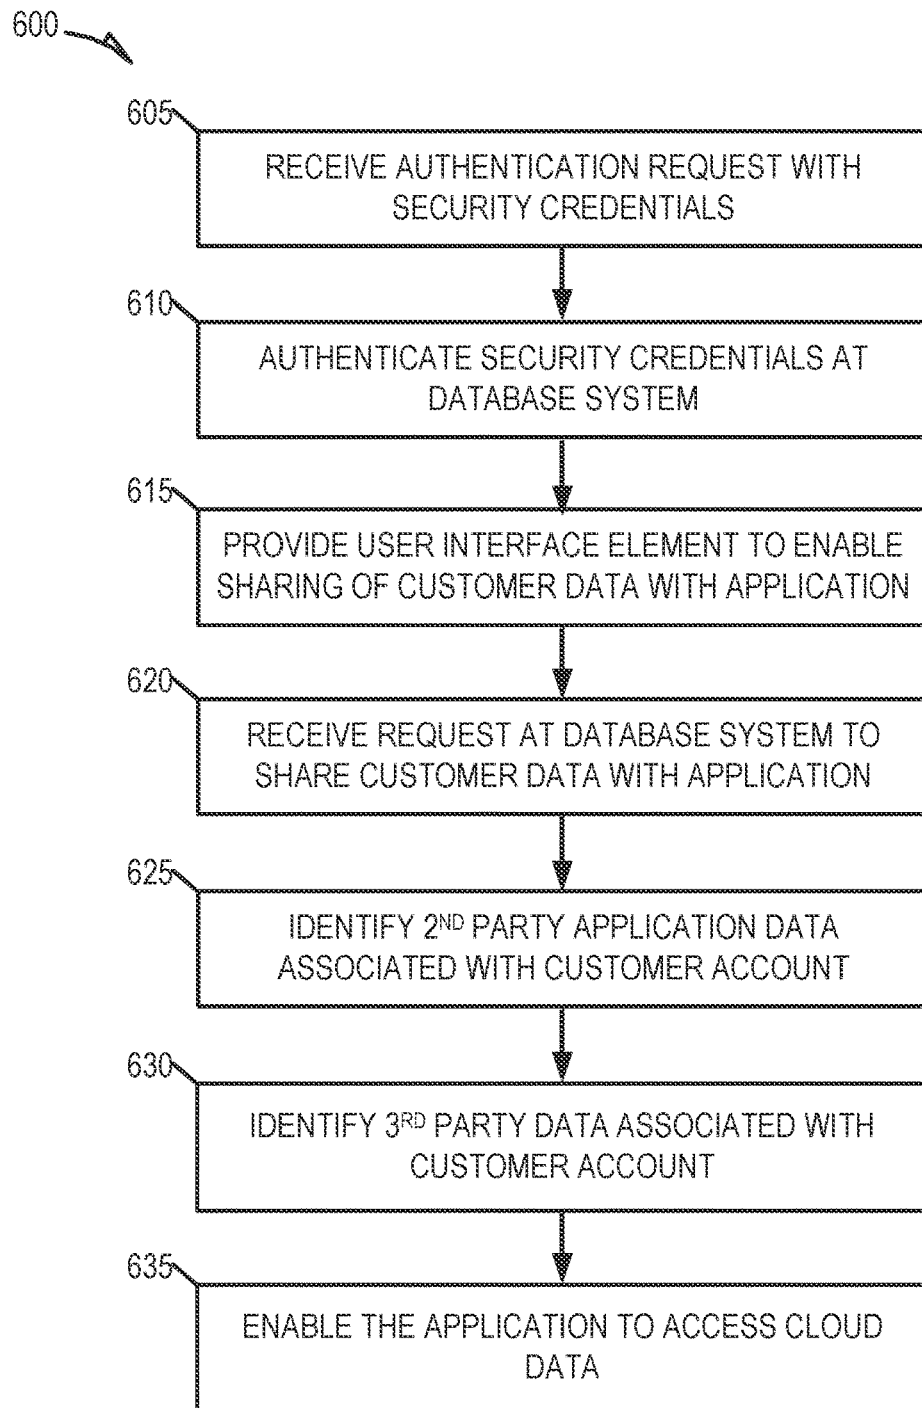 600
605
RECEIVE AUTHENTICATION REQUEST WITH
SECURITY CREDENTIALS
610
AUTHENTICATE SECURITY CREDENTIALS AT
DATABASE SYSTEM
615
PROVIDE USER INTERFACE ELEMENT TO ENABLE
SHARING OF CUSTOMER DATA WITH APPLICATION
620
RECEIVE REQUEST AT DATABASE SYSTEM TO
SHARE CUSTOMER DATA WITH APPLICATION
625
IDENTIFY 2ND PARTY APPLICATION DATA
ASSOCIATED WITH CUSTOMER ACCOUNT
630
IDENTIFY 3RD PARTY DATA ASSOCIATED WITH
CUSTOMER ACCOUNT
635
ENABLE THE APPLICATION TO ACCESS CLOUD
DATA